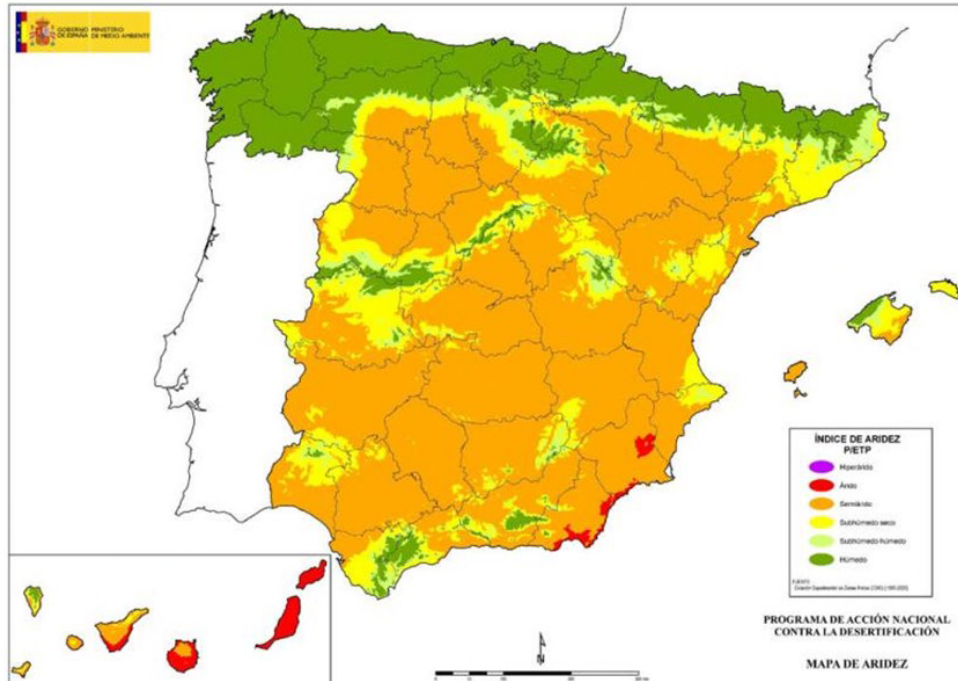 GOBIERNO MINISTERIO
DE ESPAÑA DE MEDIO AMBIENTE
ÍNDICE DE ARIDEZ
P/ETP
Hiperárido
Árido
Semiárido
Subhúmedo seco
Subhúmedo húmedo
Húmedo
FUENTE
PROGRAMA DE ACCIÓN NACIONAL
CONTRA LA DESERTIFICACIÓN
N
MAPA DE ARIDEZ